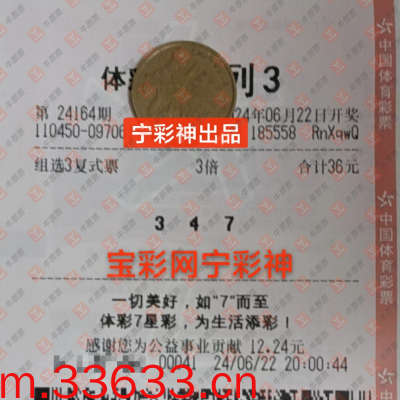 体彩 列3
第 24164期 24年06月22日开奖
110450-09706 185558 RnXqwQ
宁彩神出品
组选3复式票 3倍 合计36元
3 4 7
宝彩网宁彩神
一切美好，如“7”而至
体彩7星彩，为生活添彩！
感谢您为公益事业贡献 12.24元
00041 24/06/22 20:00:44
m.33633.cn
中国体育彩票
中国体育彩票